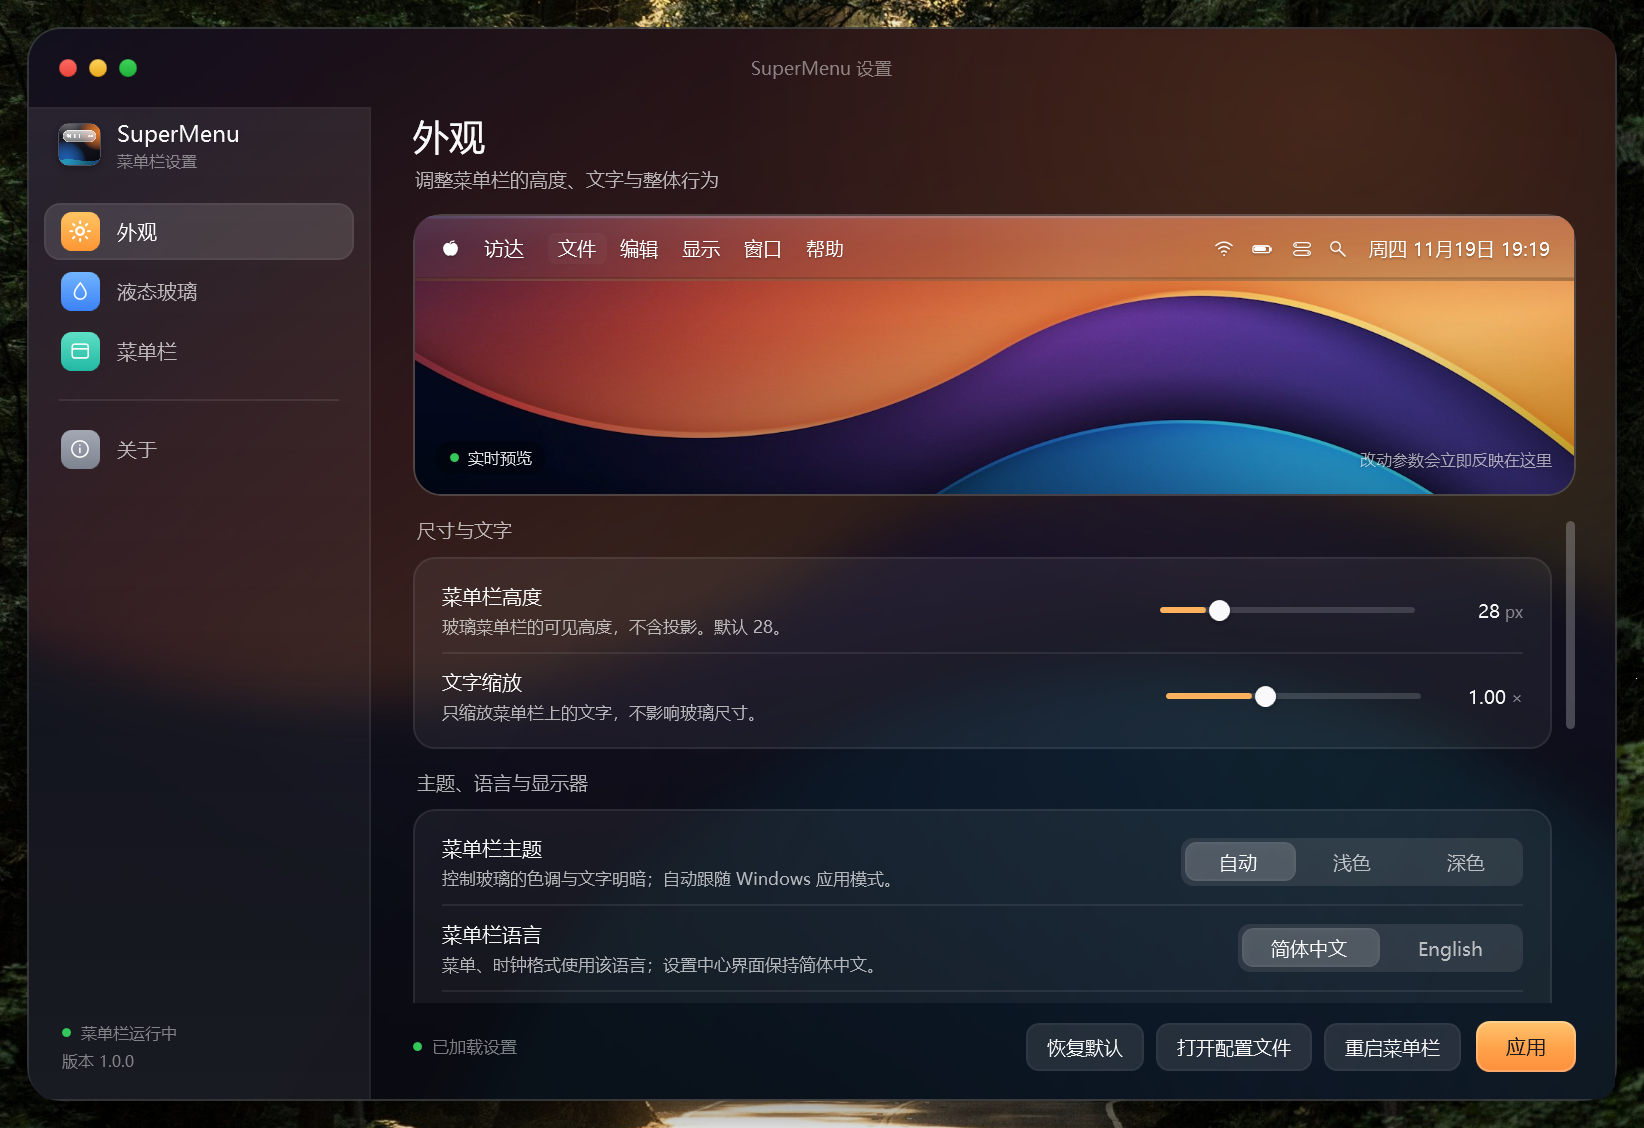 SuperMenu 设置
SuperMenu
菜单栏设置
外观
液态玻璃
菜单栏
关于
菜单栏运行中
版本 1.0.0
外观
调整菜单栏的高度、文字与整体行为
访达 文件 编辑 显示 窗口 帮助 周四 11月19日 19:19
实时预览
改动参数会立即反映在这里
尺寸与文字
菜单栏高度
玻璃菜单栏的可见高度，不含投影。默认 28。
28 px
文字缩放
只缩放菜单栏上的文字，不影响玻璃尺寸。
1.00 ×
主题、语言与显示器
菜单栏主题
控制玻璃的色调与文字明暗；自动跟随 Windows 应用模式。
自动 浅色 深色
菜单栏语言
菜单、时钟格式使用该语言；设置中心界面保持简体中文。
简体中文 English
已加载设置
恢复默认 打开配置文件 重启菜单栏 应用